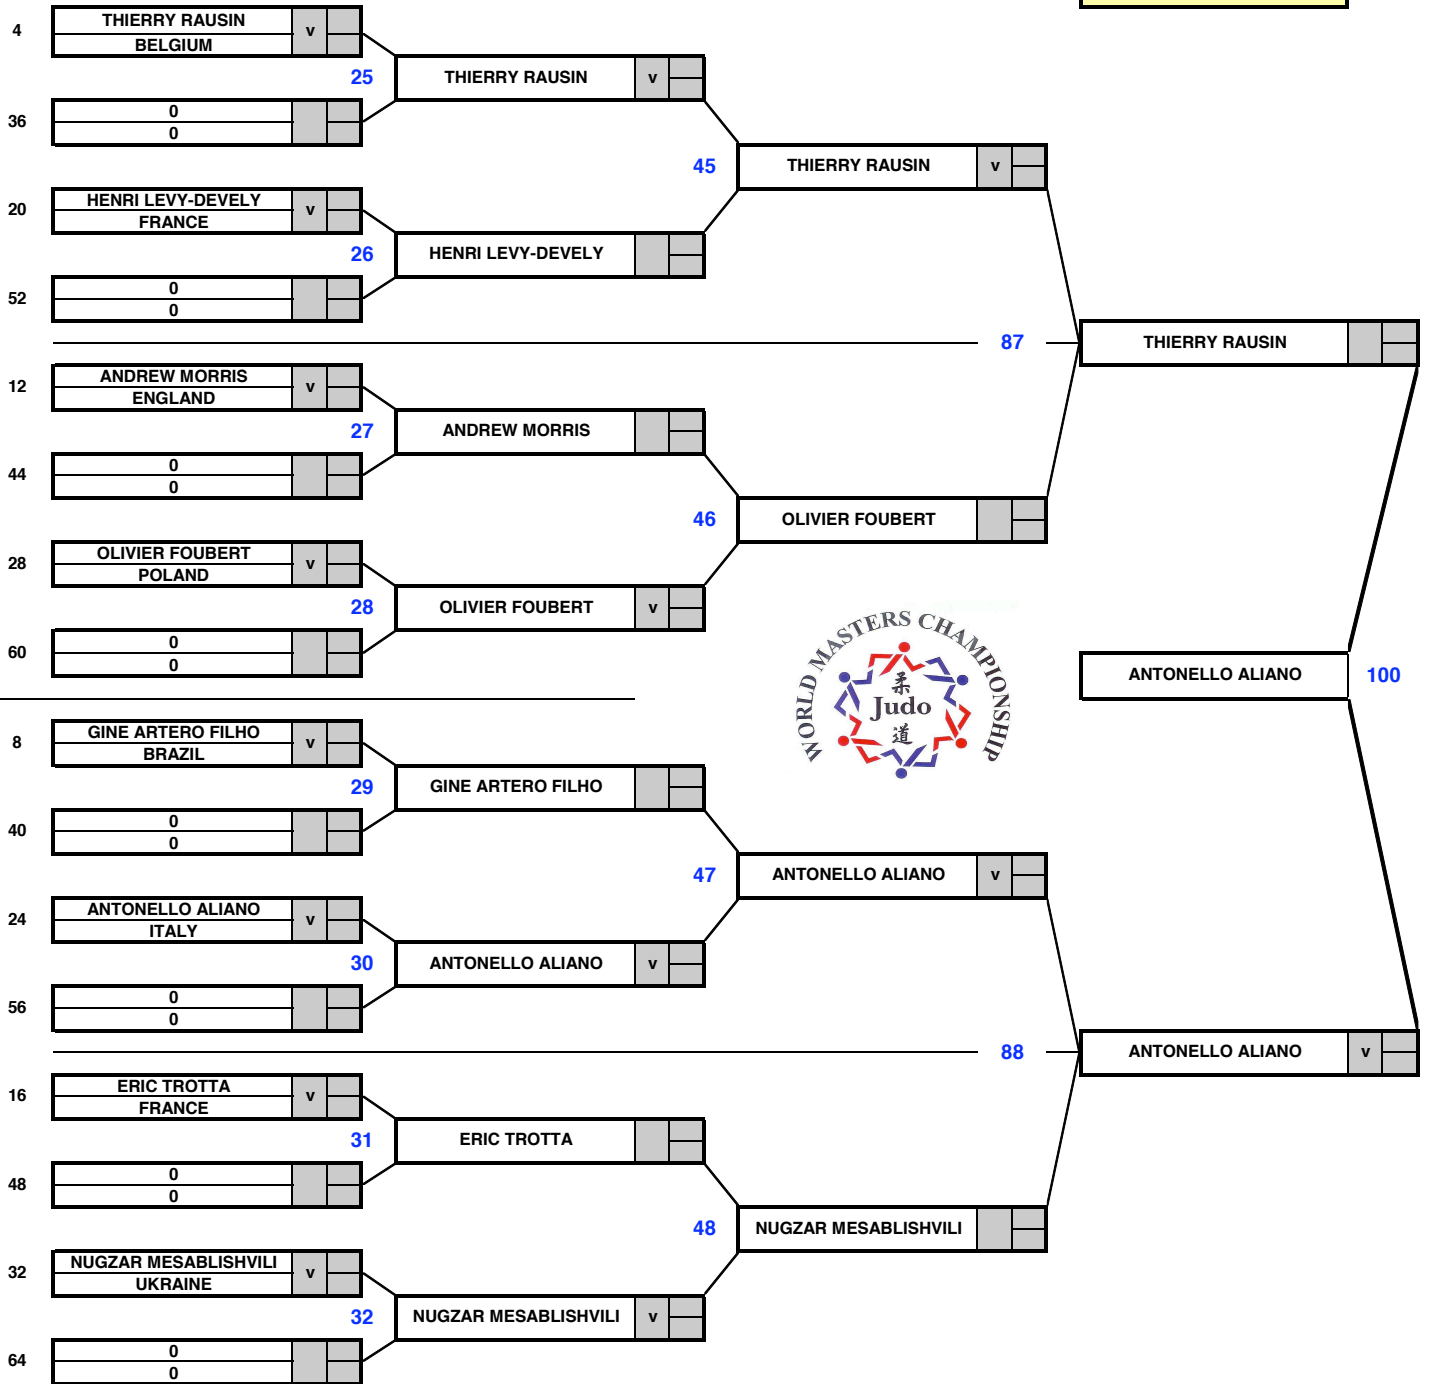 4
THIERRY RAUSIN
BELGIUM
v
25
THIERRY RAUSIN
v
36
0
0
45
THIERRY RAUSIN
v
20
HENRI LEVY-DEVELY
FRANCE
v
26
HENRI LEVY-DEVELY
52
0
0
87
THIERRY RAUSIN
12
ANDREW MORRIS
ENGLAND
v
27
ANDREW MORRIS
44
0
0
46
OLIVIER FOUBERT
28
OLIVIER FOUBERT
POLAND
v
28
OLIVIER FOUBERT
v
60
0
0
WORLD MASTERS CHAMPIONSHIP
柔
Judo
道
ANTONELLO ALIANO
100
8
GINE ARTERO FILHO
BRAZIL
v
29
GINE ARTERO FILHO
40
0
0
47
ANTONELLO ALIANO
v
24
ANTONELLO ALIANO
ITALY
v
30
ANTONELLO ALIANO
v
56
0
0
88
ANTONELLO ALIANO
v
16
ERIC TROTTA
FRANCE
v
31
ERIC TROTTA
48
0
0
48
NUGZAR MESABLISHVILI
32
NUGZAR MESABLISHVILI
UKRAINE
v
32
NUGZAR MESABLISHVILI
v
64
0
0